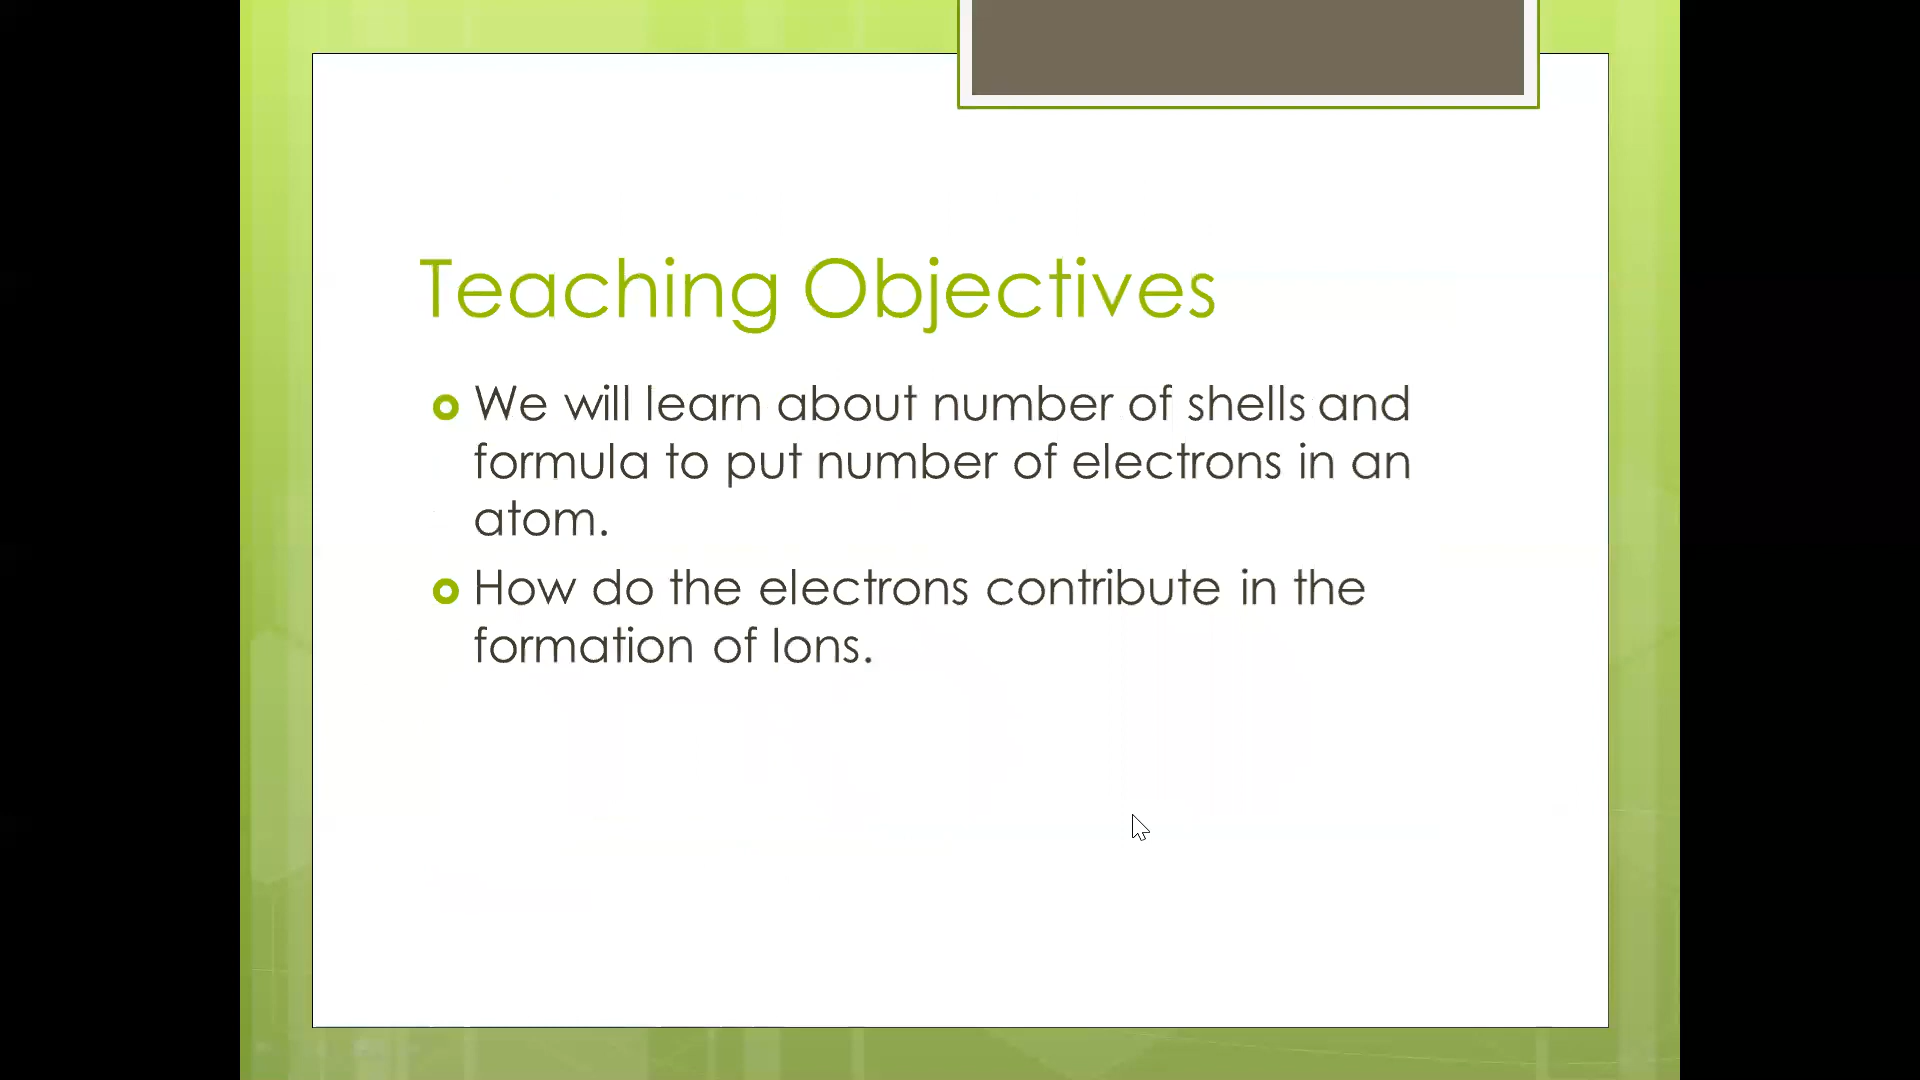 Teaching Objectives
We will learn about number of shells and
formula to put number of electrons in an
atom.
How do the electrons contribute in the
formation of Ions.